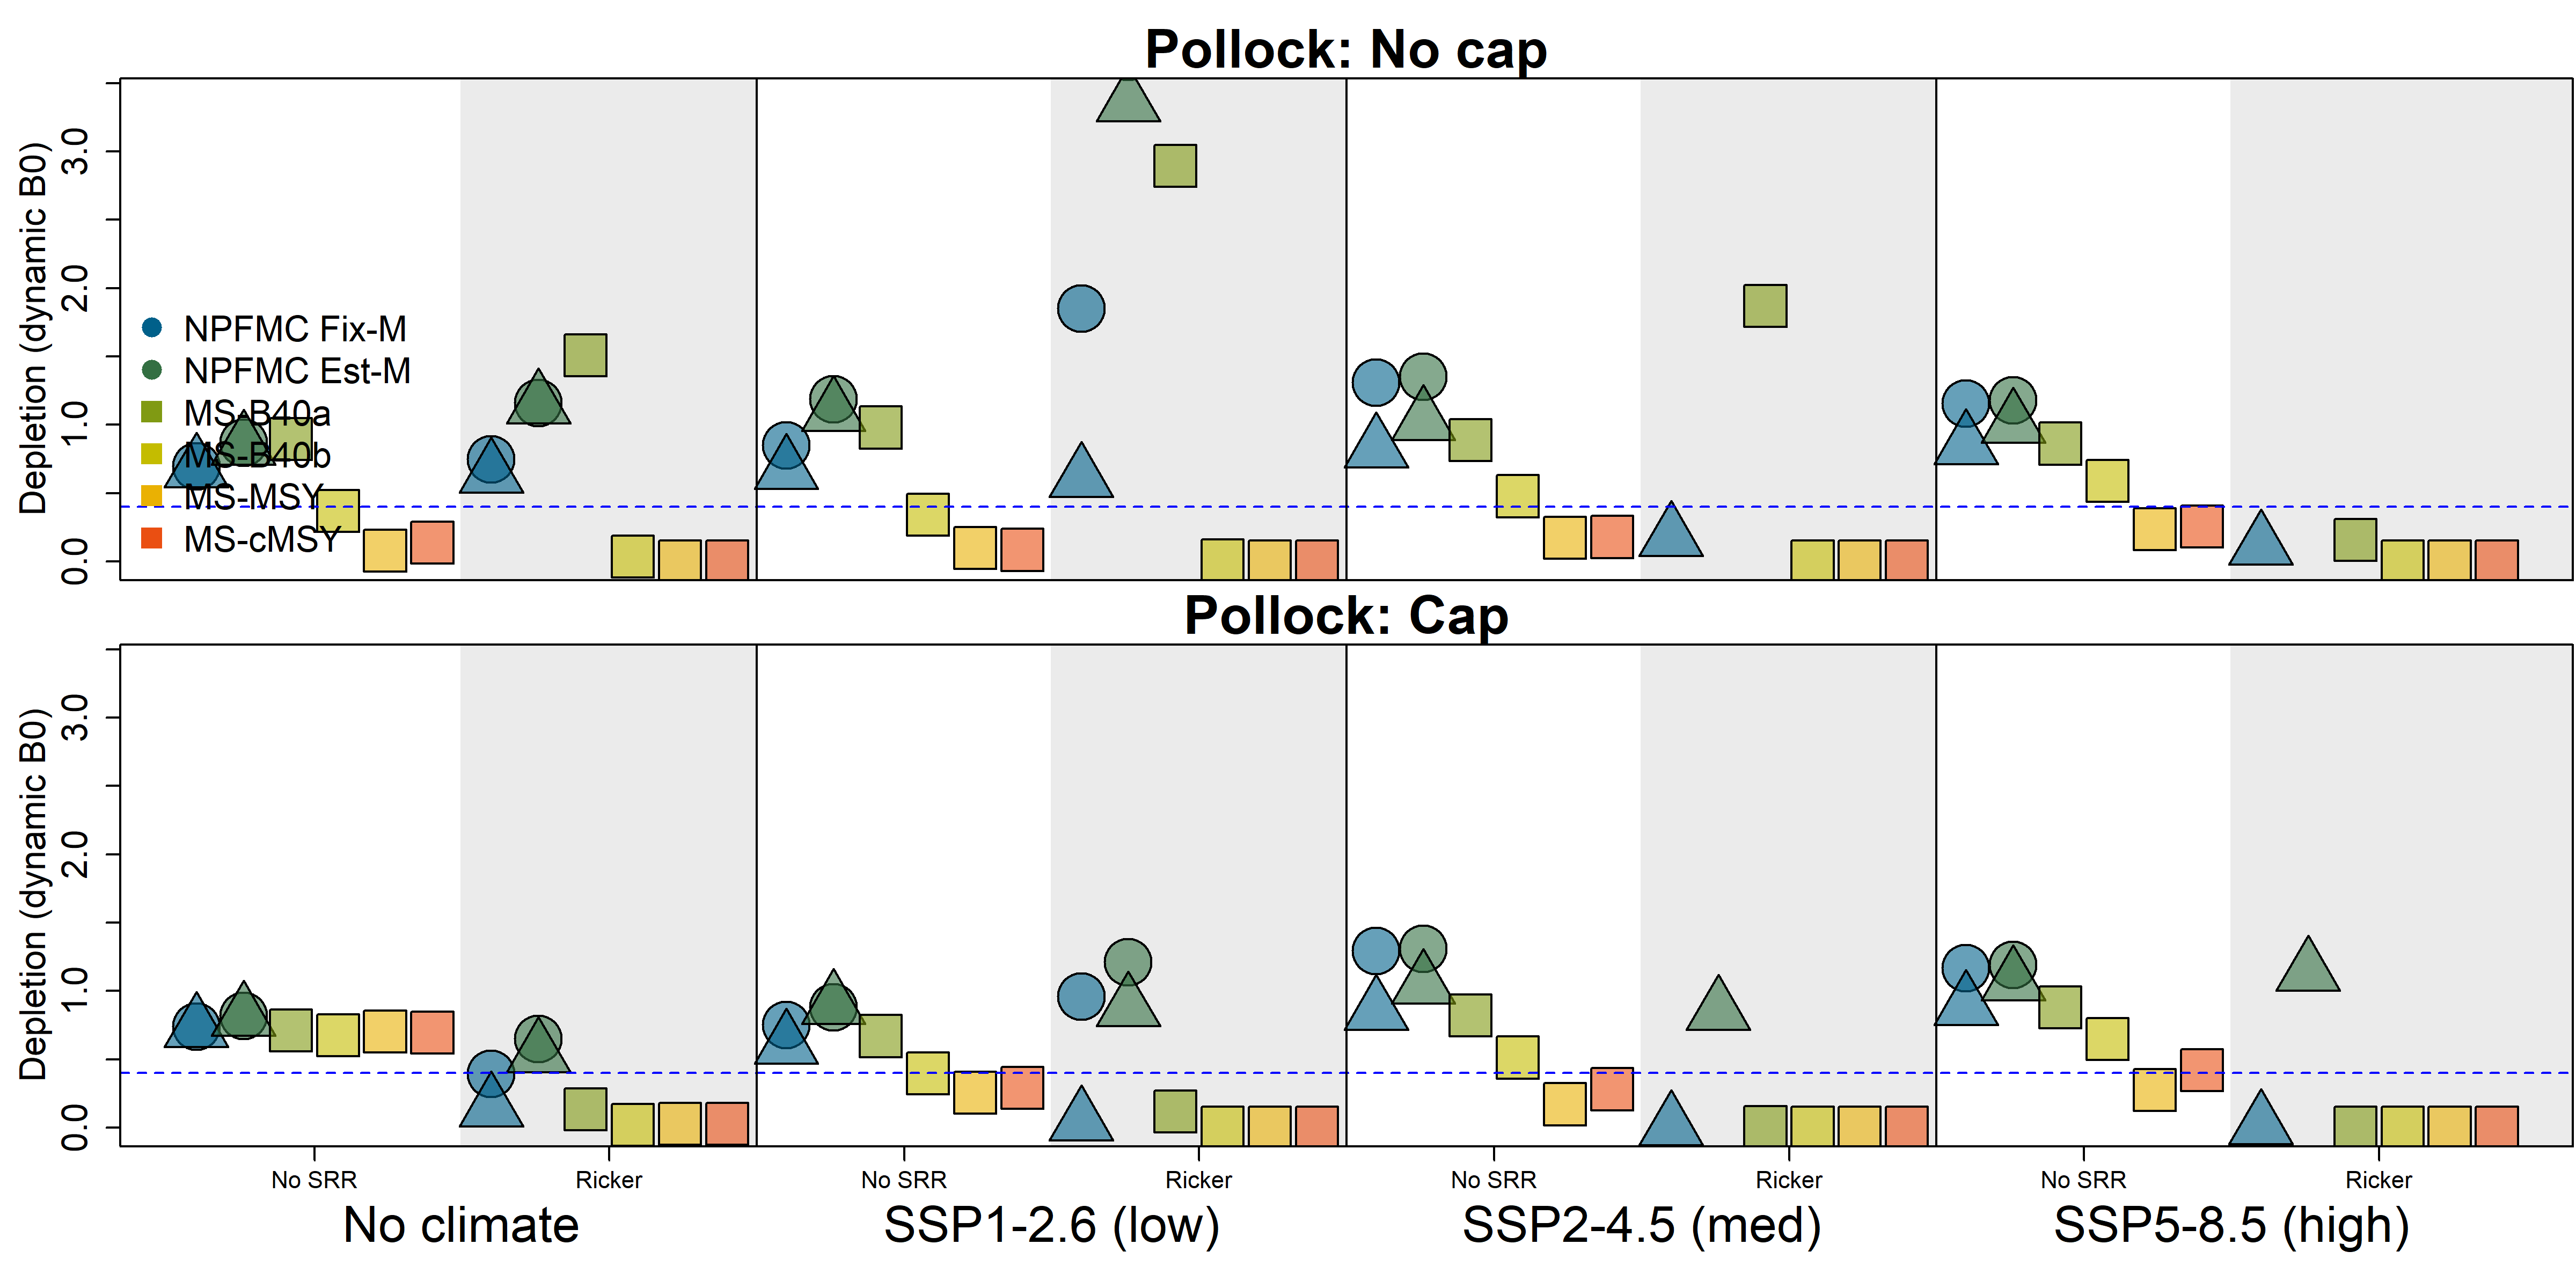 Pollock: No cap
Depletion (dynamic B0)
3.0
2.0
1.0
0.0
NPFMC Fix-M
NPFMC Est-M
MS-B40a
MS-B40b
MS-MSY
MS-cMSY
Pollock: Cap
Depletion (dynamic B0)
3.0
2.0
1.0
0.0
No SRR Ricker No SRR Ricker No SRR Ricker No SRR Ricker
No climate SSP1-2.6 (low) SSP2-4.5 (med) SSP5-8.5 (high)